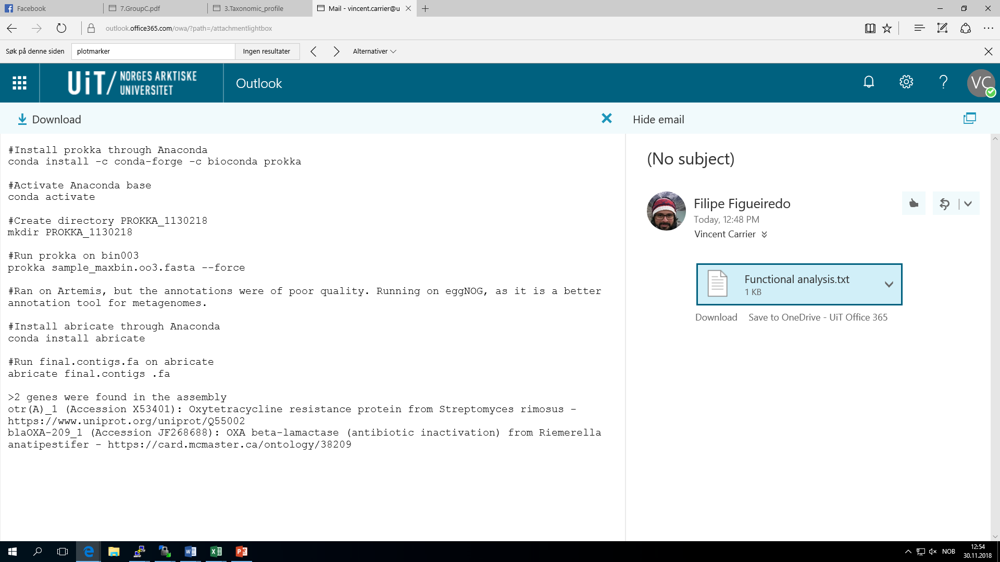 Facebook
7.GroupC.pdf
3.Taxonomic_profile
Mail - vincent.carrier@u
outlook.office365.com/owa/?path=/attachmentlightbox
Søk på denne siden
plotmarker
Ingen resultater
Alternativer
UiT/ NORGES ARKTISKE
UNIVERSITET
Outlook
VC
Download
Hide email
#Install prokka through Anaconda
conda install -c conda-forge -c bioconda prokka
#Activate Anaconda base
conda activate
#Create directory PROKKA_1130218
mkdir PROKKA_1130218
#Run prokka on bin003
prokka sample_maxbin.oo3.fasta --force
#Ran on Artemis, but the annotations were of poor quality. Running on eggNOG, as it is a better
annotation tool for metagenomes.
#Install abricate through Anaconda
conda install abricate
#Run final.contigs.fa on abricate
abricate final.contigs .fa
>2 genes were found in the assembly
otr(A)_1 (Accession X53401): Oxytetracycline resistance protein from Streptomyces rimosus -
https://www.uniprot.org/uniprot/Q55002
blaOXA-209_1 (Accession JF268688): OXA beta-lamactase (antibiotic inactivation) from Riemerella
anatipestifer - https://card.mcmaster.ca/ontology/38209
(No subject)
Filipe Figueiredo
Today, 12:48 PM
Vincent Carrier
Functional analysis.txt
1 KB
Download
Save to OneDrive - UiT Office 365
NOB
12:54
30.11.2018